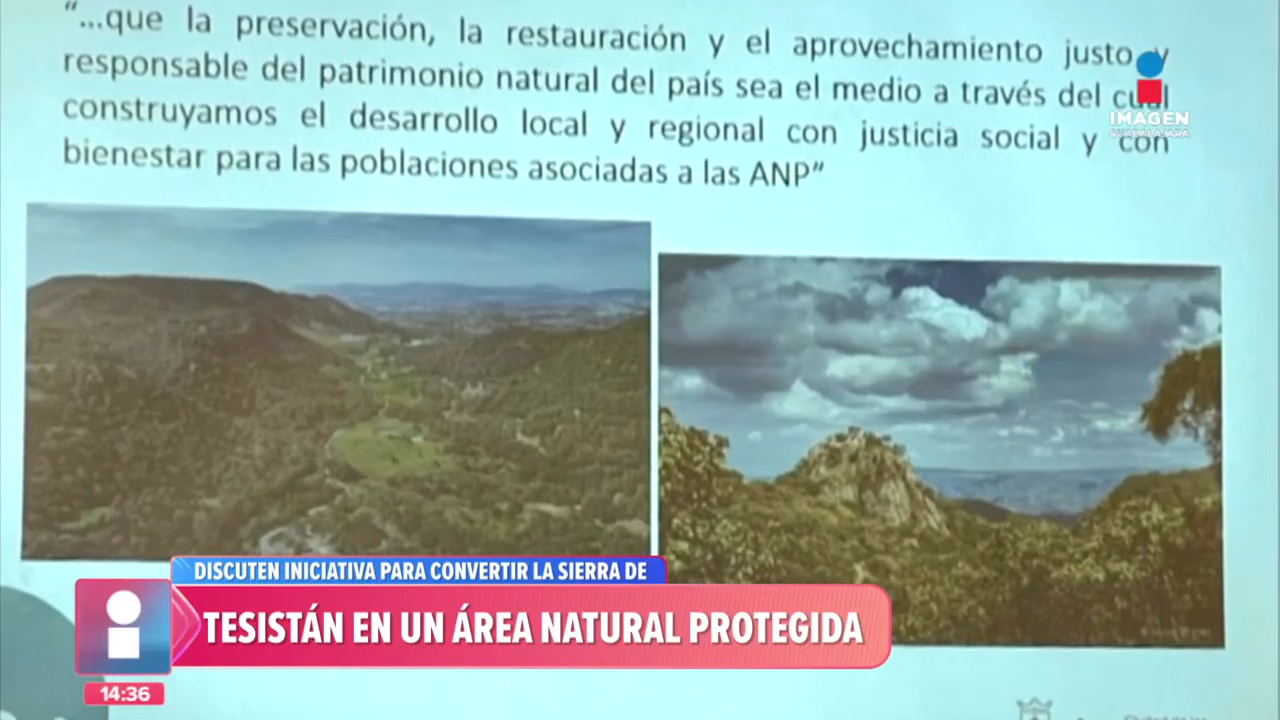 “...que la preservación, la restauración y el aprovechamiento justo y
responsable del patrimonio natural del país sea el medio a través del cual
construyamos el desarrollo local y regional con justicia social y con
bienestar para las poblaciones asociadas a las ANP”
IMAGEN
GUADALAJARA
DISCUTEN INICIATIVA PARA CONVERTIR LA SIERRA DE
TESISTÁN EN UN ÁREA NATURAL PROTEGIDA
14:36